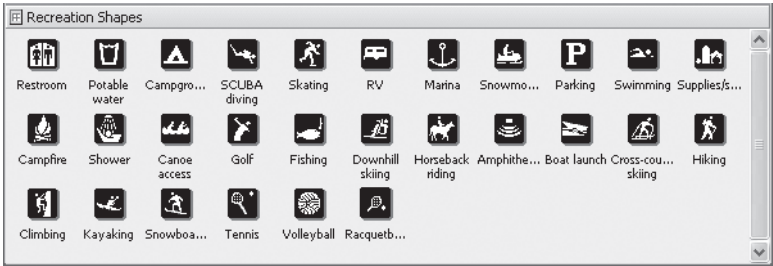 Recreation Shapes
P
Restroom Potable Campgro... SCUBA Skating RV Marina Snowmo... Parking Swimming Supplies/s...
water diving
Campfire Shower Canoe Golf Fishing Downhill Horseback Amphithe... Boat launch Cross-cou... Hiking
access skiing riding skiing
Climbing Kayaking Snowboa... Tennis Volleyball Racquetb...